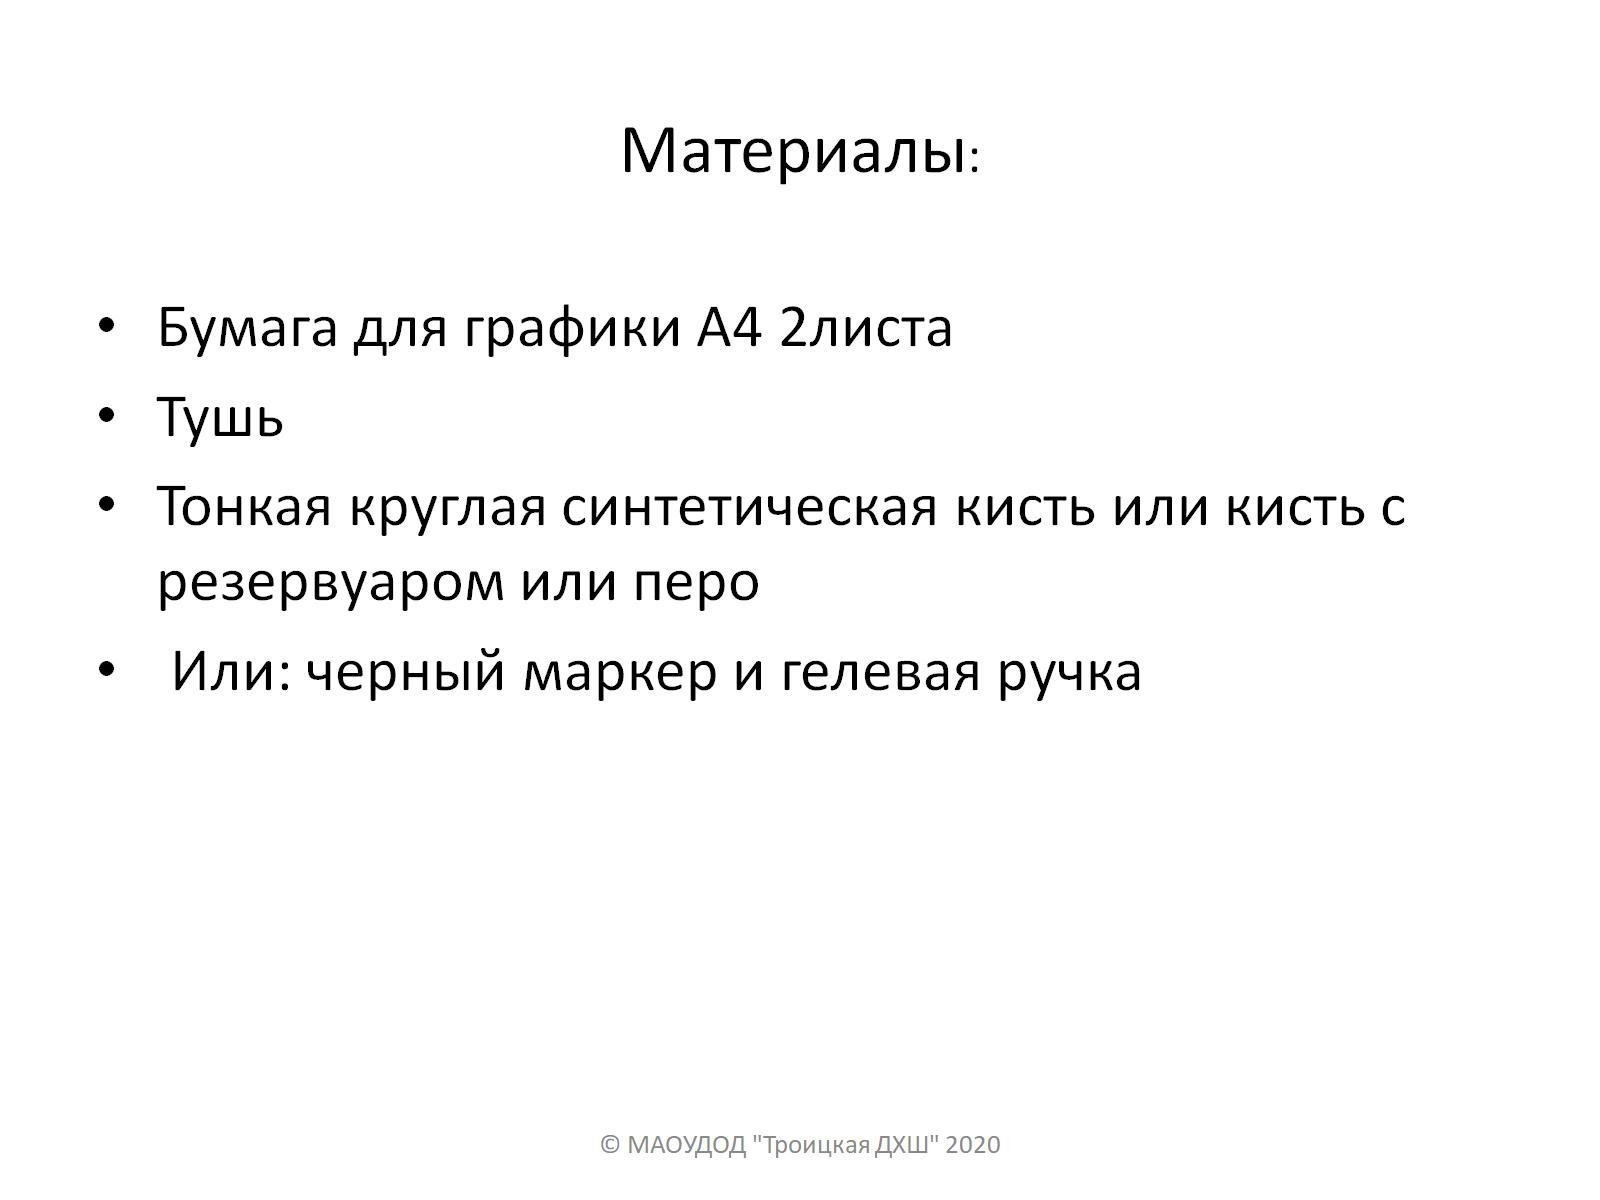 Материалы:
• Бумага для графики А4 2листа
• Тушь
• Тонкая круглая синтетическая кисть или кисть с
резервуаром или перо
• Или: черный маркер и гелевая ручка
© МАОУДОД "Троицкая ДХШ" 2020